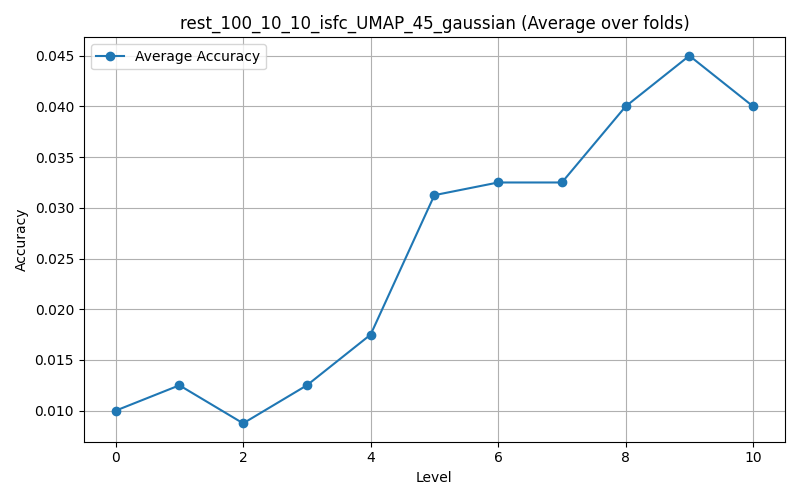 rest_100_10_10_isfc_UMAP_45_gaussian (Average over folds)
Average Accuracy
0.045
0.040
0.035
0.030
0.025
0.020
0.015
0.010
Accuracy
0 2 4 6 8 10
Level